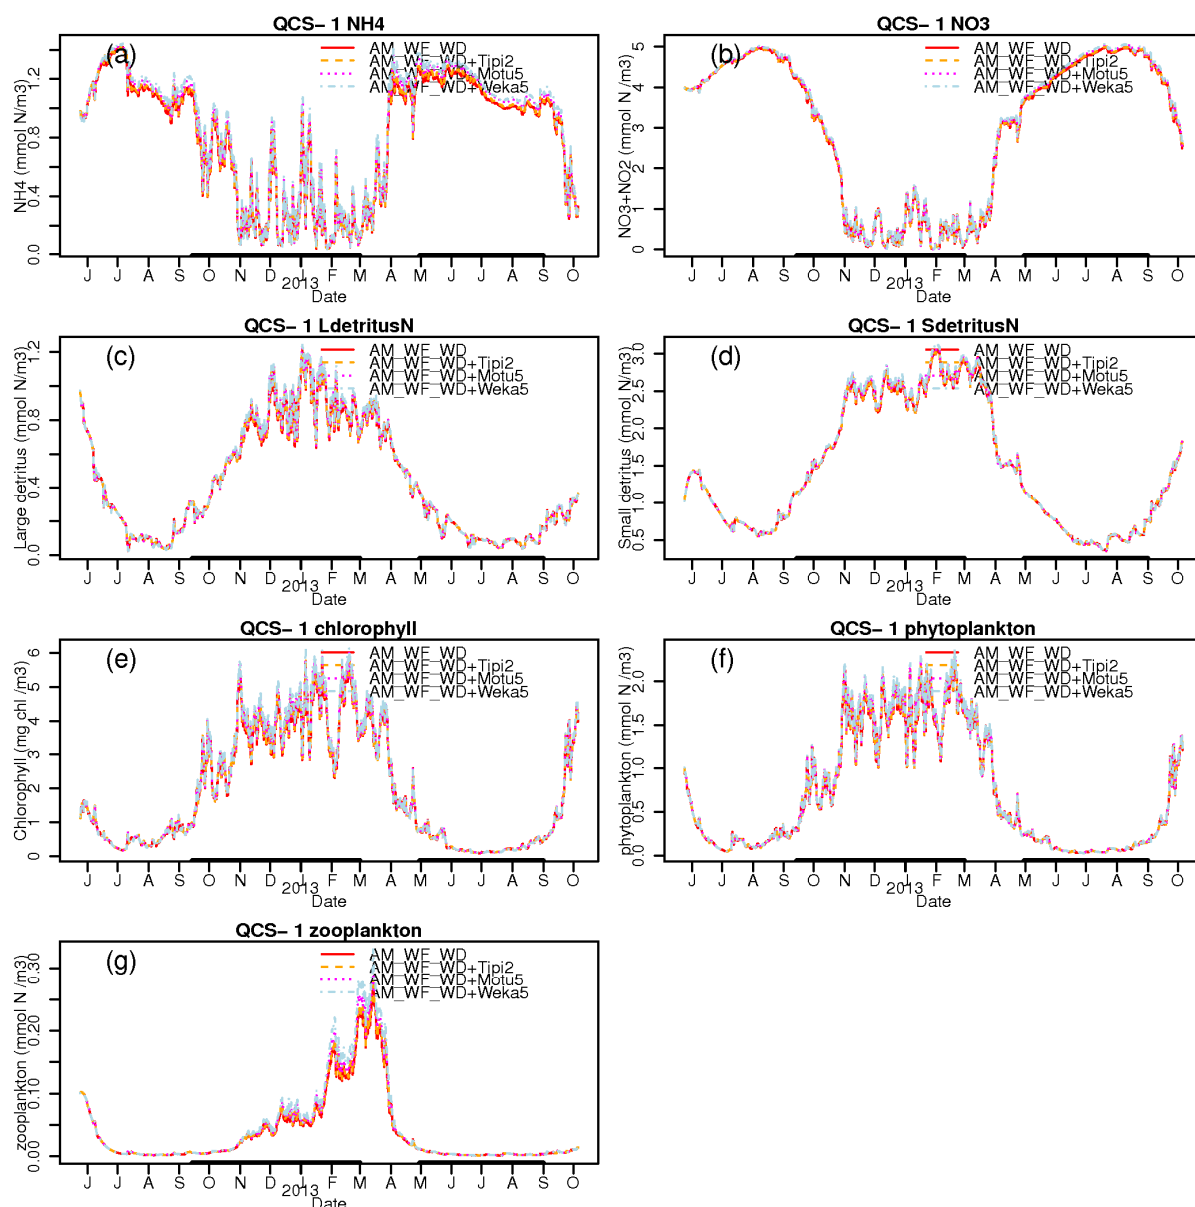 QCS− 1 NH4
(a)
AM_WF_WD
AM_WF_WD+Tipi2
AM_WF_WD+Motu5
AM_WF_WD+Weka5
NH4 (mmol N/m3)
0.0 0.4 0.8 1.2
J J A S O N D J F M A M J J A S O
2013
Date
QCS− 1 NO3
(b)
AM_WF_WD
AM_WF_WD+Tipi2
AM_WF_WD+Motu5
AM_WF_WD+Weka5
NO3+NO2 (mmol N /m3)
0 1 2 3 4 5
J J A S O N D J F M A M J J A S O
2013
Date
QCS− 1 LdetritusN
(c)
AM_WF_WD
AM_WF_WD+Tipi2
AM_WF_WD+Motu5
AM_WF_WD+Weka5
Large detritus (mmol N/m3)
0.0 0.4 0.8 1.2
J J A S O N D J F M A M J J A S O
2013
Date
QCS− 1 SdetritusN
(d)
AM_WF_WD
AM_WF_WD+Tipi2
AM_WF_WD+Motu5
AM_WF_WD+Weka5
Small detritus (mmol N/m3)
0.5 1.0 1.5 2.0 2.5 3.0
J J A S O N D J F M A M J J A S O
2013
Date
QCS− 1 chlorophyll
(e)
AM_WF_WD
AM_WF_WD+Tipi2
AM_WF_WD+Motu5
AM_WF_WD+Weka5
Chlorophyll (mg chl /m3)
0 1 2 3 4 5 6
J J A S O N D J F M A M J J A S O
2013
Date
QCS− 1 phytoplankton
(f)
AM_WF_WD
AM_WF_WD+Tipi2
AM_WF_WD+Motu5
AM_WF_WD+Weka5
phytoplankton (mmol N /m3)
0.0 0.5 1.0 1.5 2.0
J J A S O N D J F M A M J J A S O
2013
Date
QCS− 1 zooplankton
(g)
AM_WF_WD
AM_WF_WD+Tipi2
AM_WF_WD+Motu5
AM_WF_WD+Weka5
zooplankton (mmol N /m3)
0.00 0.10 0.20 0.30
J J A S O N D J F M A M J J A S O
2013
Date